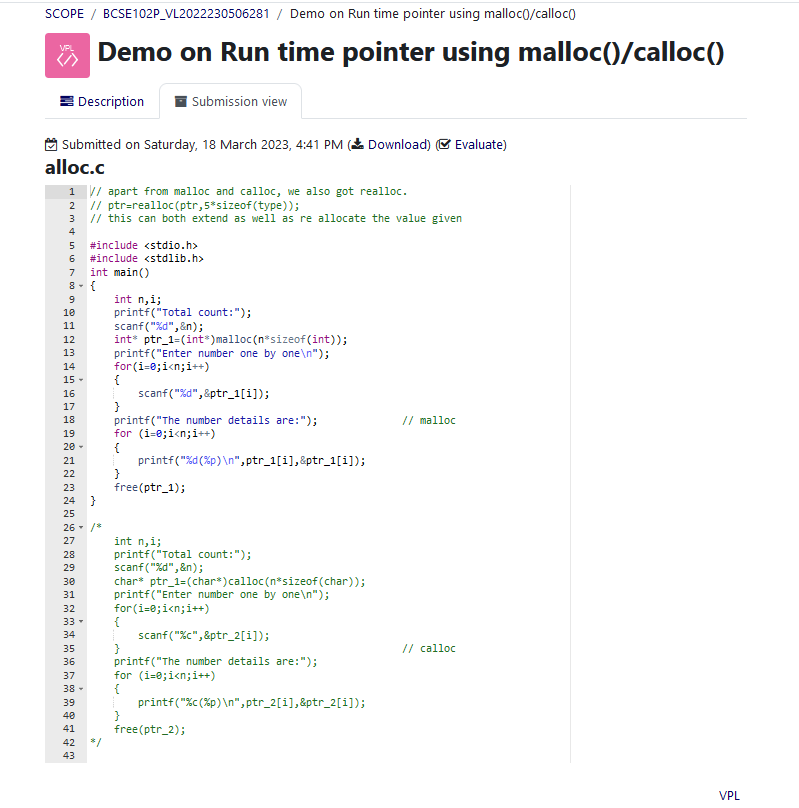 SCOPE / BCSE102P_VL2022230506281 / Demo on Run time pointer using malloc()/calloc()
VPL
</>
Demo on Run time pointer using malloc()/calloc()
Description
Submission view
Submitted on Saturday, 18 March 2023, 4:41 PM (Download) (Evaluate)
alloc.c
1 // apart from malloc and calloc, we also got realloc.
2 // ptr=realloc(ptr,5*sizeof(type));
3 // this can both extend as well as re allocate the value given
4
5 #include <stdio.h>
6 #include <stdlib.h>
7 int main()
8 {
9     int n,i;
10     printf("Total count:");
11     scanf("%d",&n);
12     int* ptr_1=(int*)malloc(n*sizeof(int));
13     printf("Enter number one by one\n");
14     for(i=0;i<n;i++)
15     {
16         scanf("%d",&ptr_1[i]);
17     }
18     printf("The number details are:");              // malloc
19     for (i=0;i<n;i++)
20     {
21         printf("%d(%p)\n",ptr_1[i],&ptr_1[i]);
22     }
23     free(ptr_1);
24 }
25
26 /*
27     int n,i;
28     printf("Total count:");
29     scanf("%d",&n);
30     char* ptr_1=(char*)calloc(n*sizeof(char));
31     printf("Enter number one by one\n");
32     for(i=0;i<n;i++)
33     {
34         scanf("%c",&ptr_2[i]);
35     }                                               // calloc
36     printf("The number details are:");
37     for (i=0;i<n;i++)
38     {
39         printf("%c(%p)\n",ptr_2[i],&ptr_2[i]);
40     }
41     free(ptr_2);
42 */
43
VPL